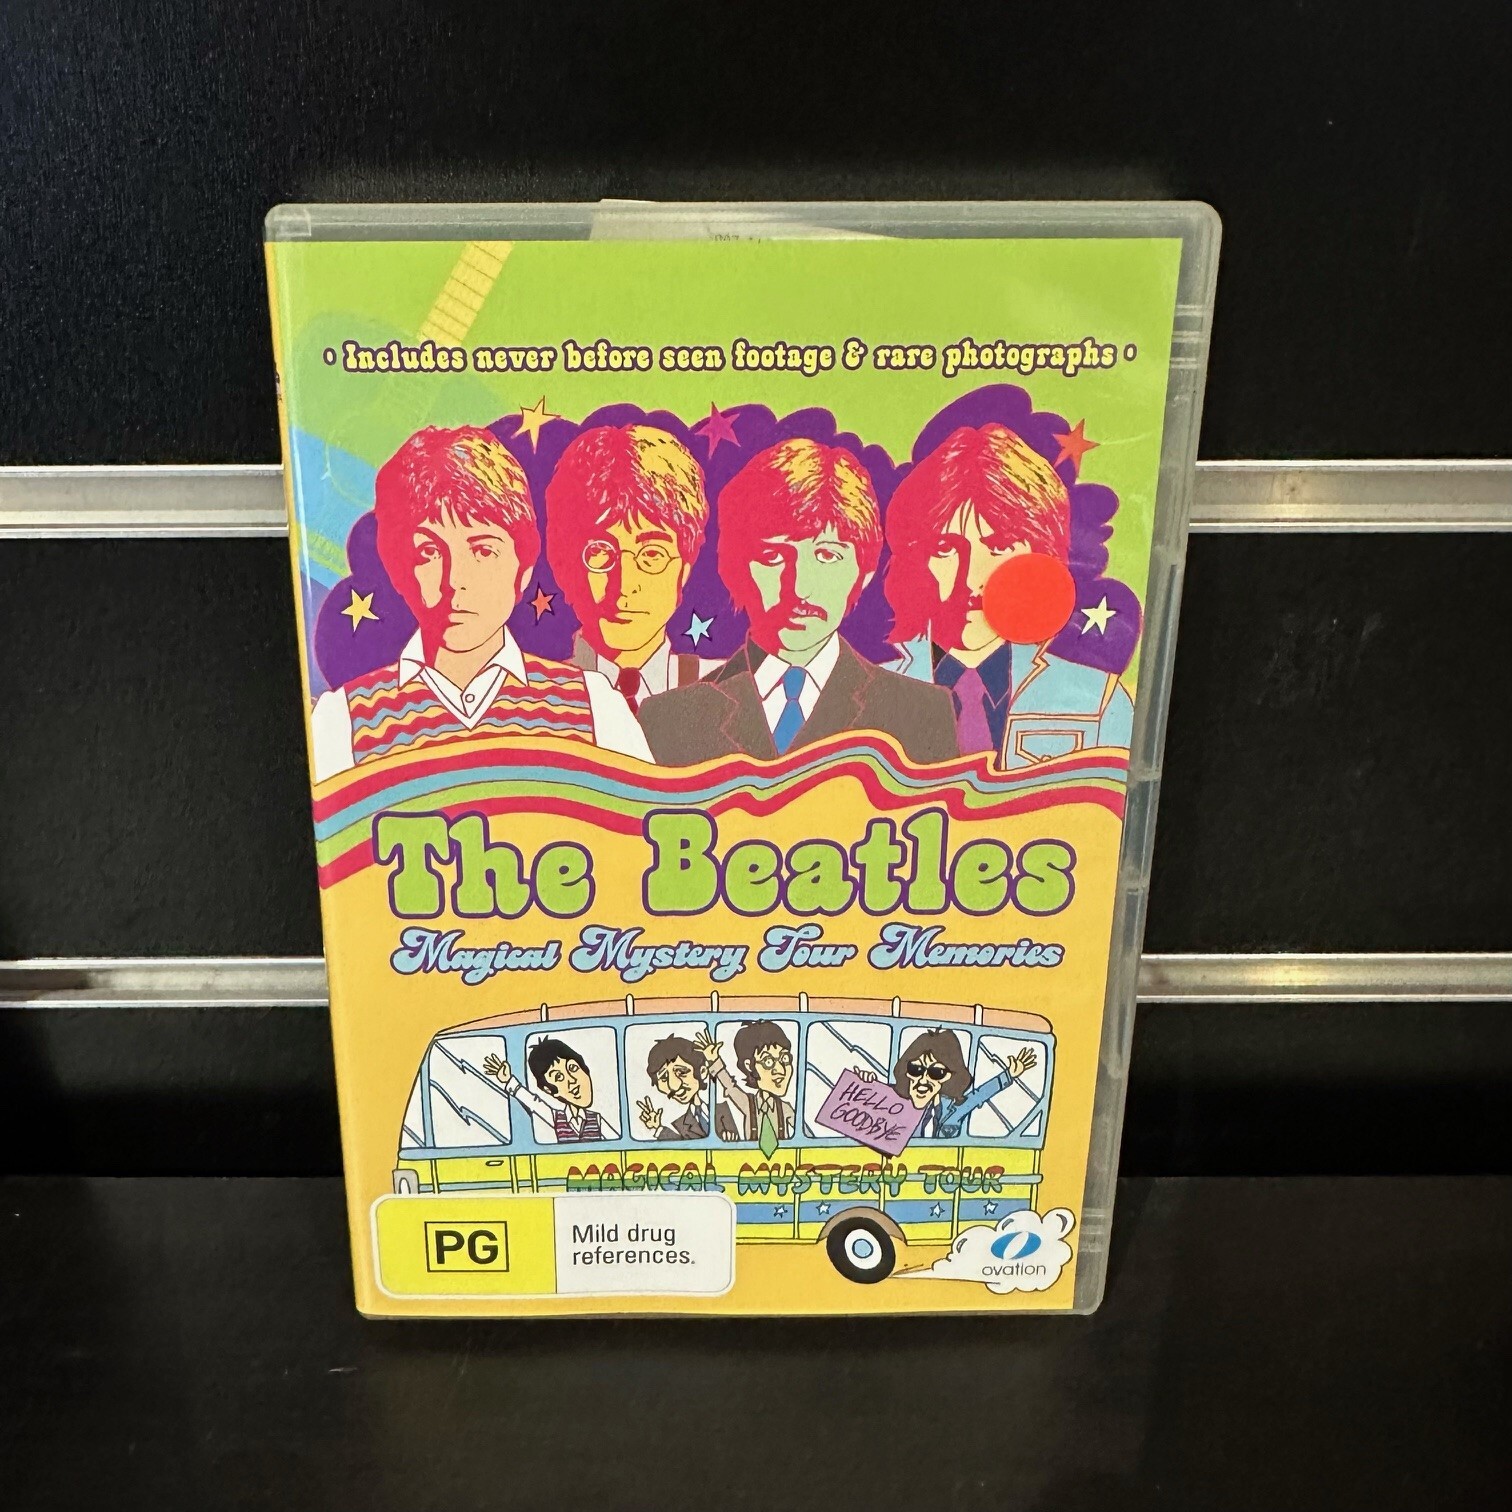 • Includes never before seen footage & rare photographs •
The Beatles
Magical Mystery Tour Memories
HELLO
GOODBYE
MAGICAL MYSTERY TOUR
PG
Mild drug
references.
ovation